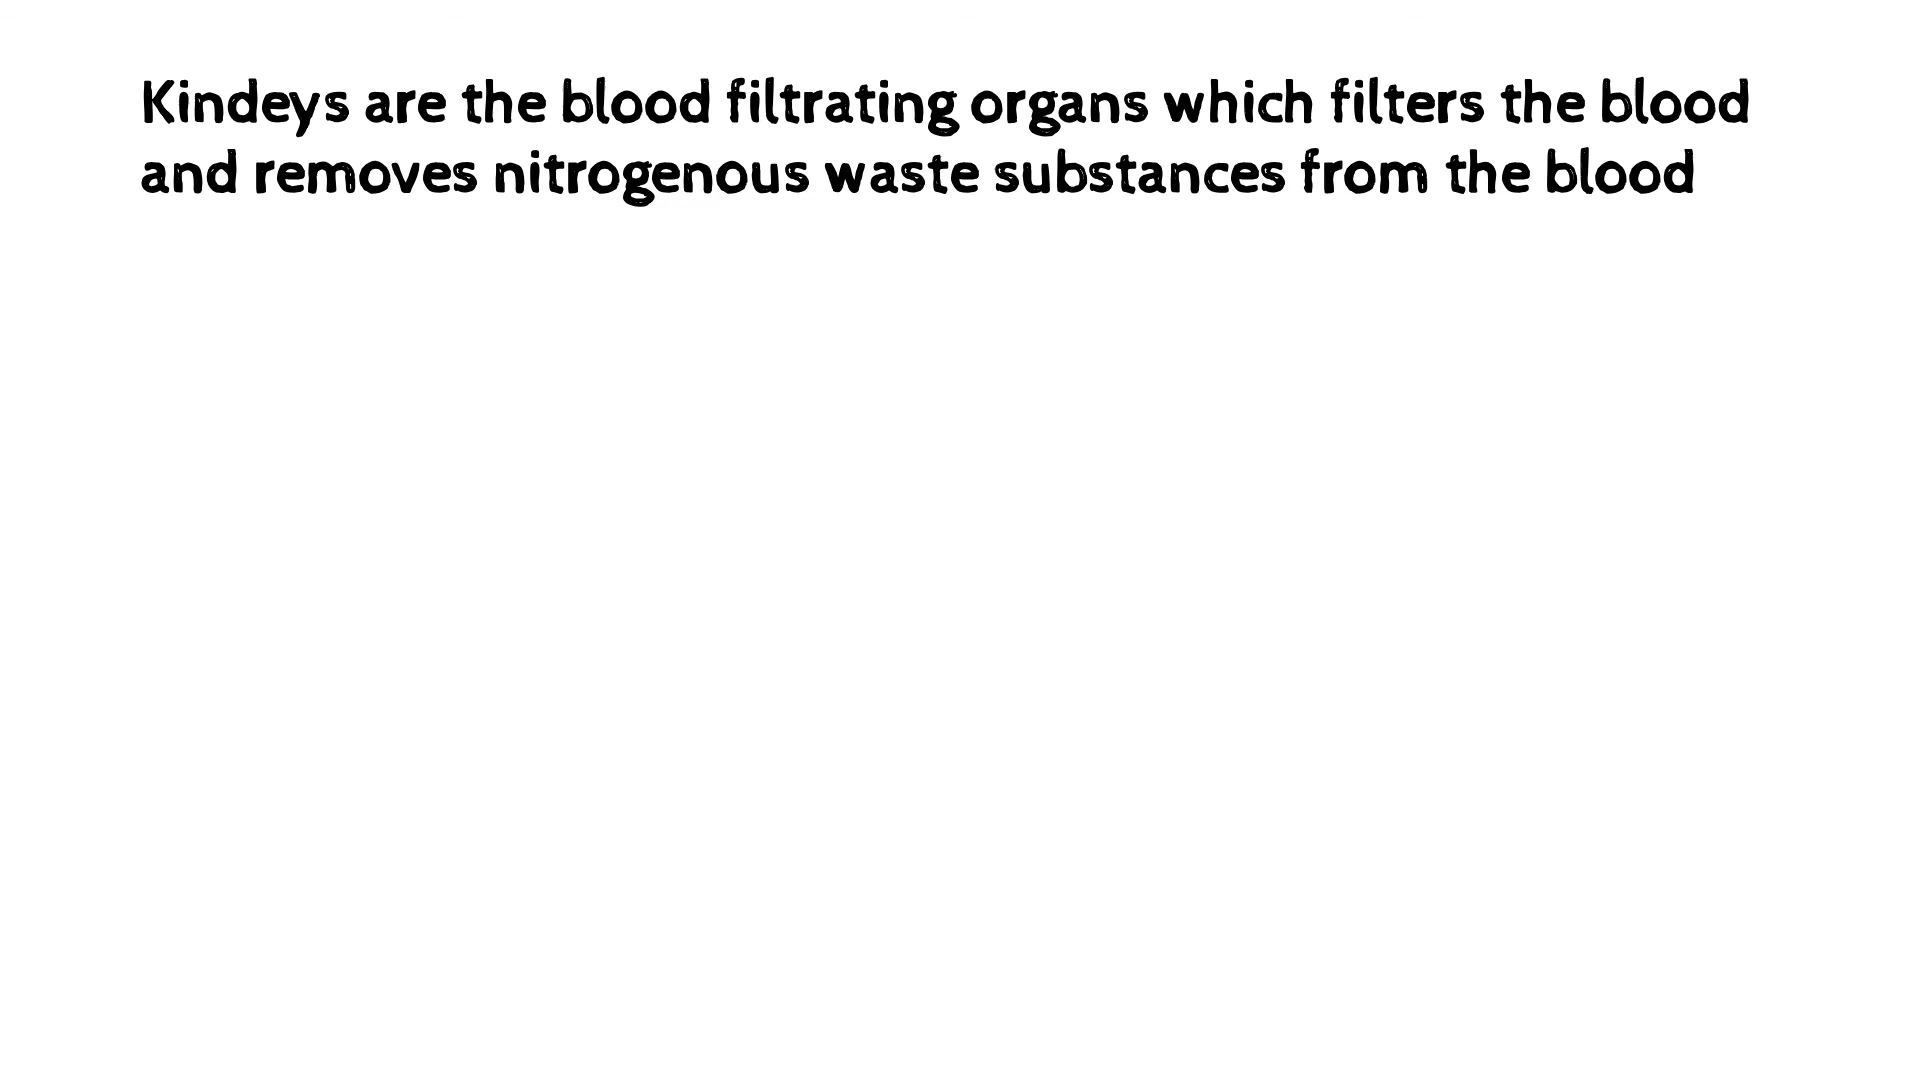 Kindeys are the blood filtrating organs which filters the blood
and removes nitrogenous waste substances from the blood